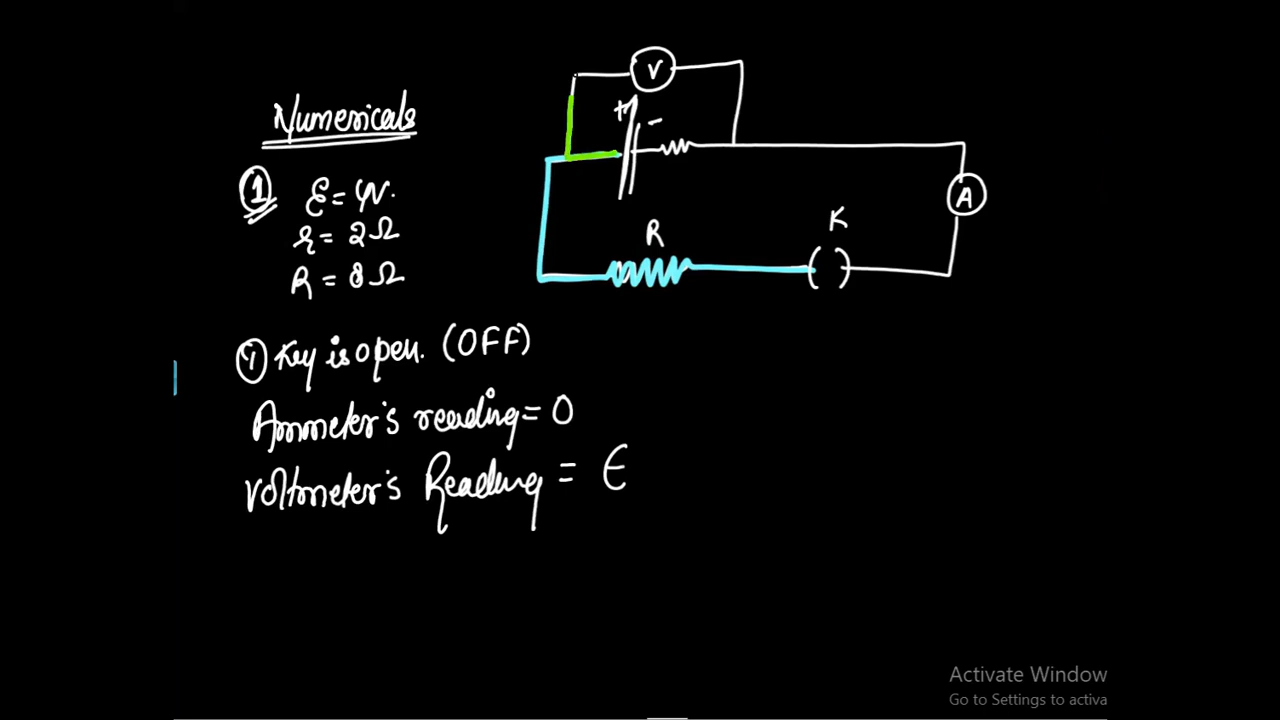 Numericals
V
+ -
① Ɛ = 4V.
A
r = 2Ω
K
R
R = 8Ω
① Key is open. (OFF)
Ammeter's reading = 0
Voltmeter's Reading = Ɛ
Activate Window
Go to Settings to activa